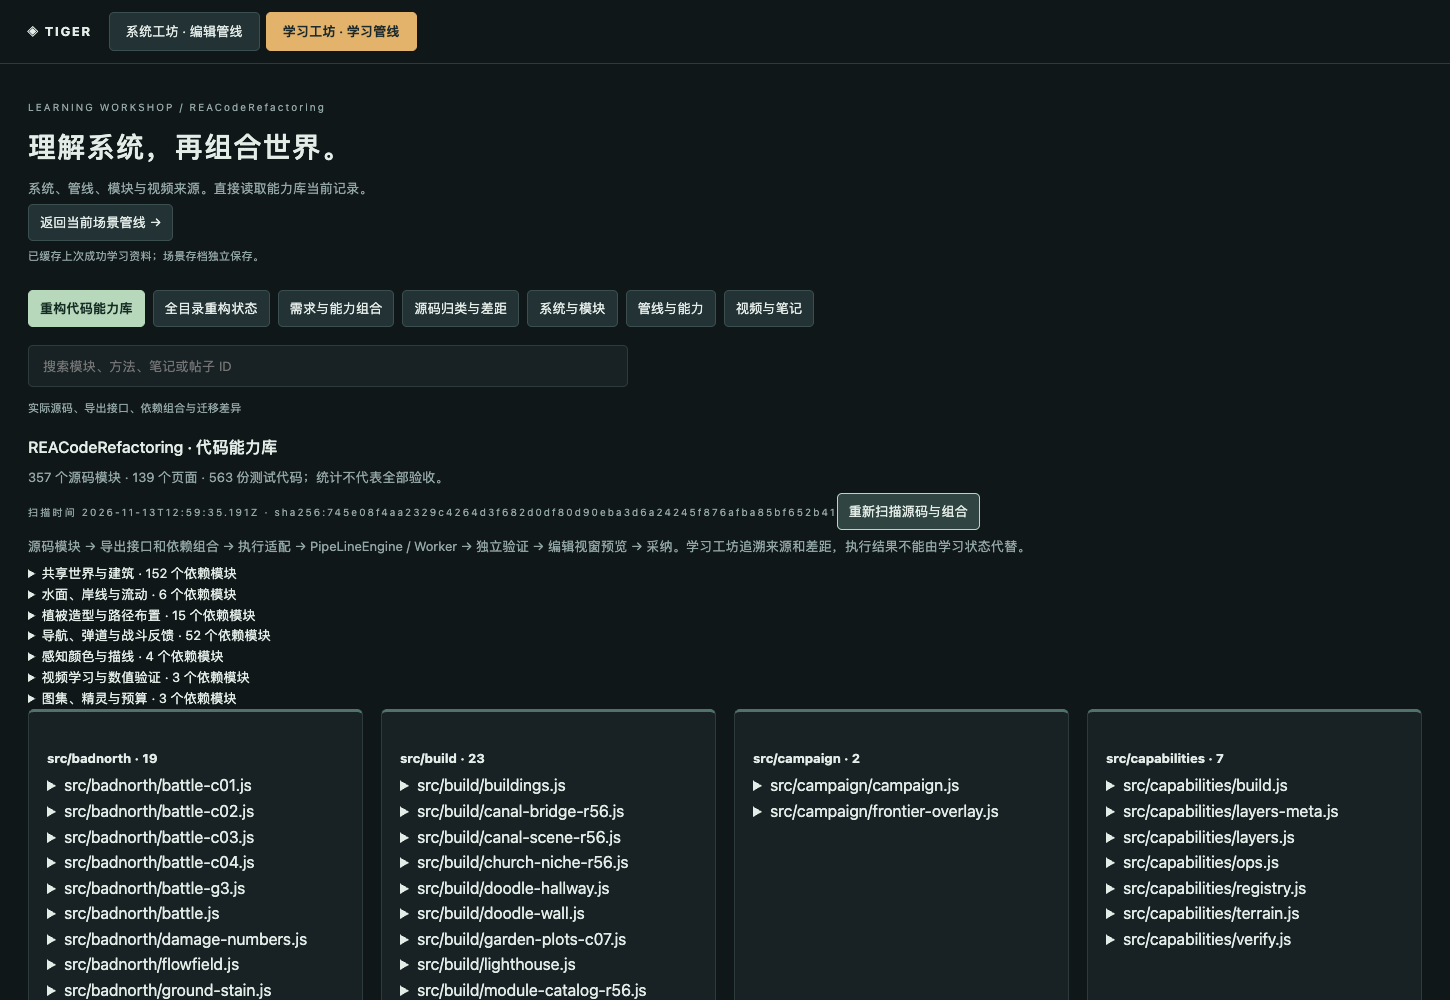 ◈ TIGER
系统工坊 · 编辑管线
学习工坊 · 学习管线
LEARNING WORKSHOP / REACodeRefactoring
理解系统，再组合世界。
系统、管线、模块与视频来源。直接读取能力库当前记录。
返回当前场景管线 →
已缓存上次成功学习资料；场景存档独立保存。
重构代码能力库
全目录重构状态
需求与能力组合
源码归类与差距
系统与模块
管线与能力
视频与笔记
搜索模块、方法、笔记或帖子 ID
实际源码、导出接口、依赖组合与迁移差异
REACodeRefactoring · 代码能力库
357 个源码模块 · 139 个页面 · 563 份测试代码；统计不代表全部验收。
扫描时间 2026-11-13T12:59:35.191Z · sha256:745e08f4aa2329c4264d3f682d0df80d90eba3d6a24245f876afba85bf652b41
重新扫描源码与组合
源码模块 → 导出接口和依赖组合 → 执行适配 → PipeLineEngine / Worker → 独立验证 → 编辑视窗预览 → 采纳。学习工坊追溯来源和差距，执行结果不能由学习状态代替。
▶ 共享世界与建筑 · 152 个依赖模块
▶ 水面、岸线与流动 · 6 个依赖模块
▶ 植被造型与路径布置 · 15 个依赖模块
▶ 导航、弹道与战斗反馈 · 52 个依赖模块
▶ 感知颜色与描线 · 4 个依赖模块
▶ 视频学习与数值验证 · 3 个依赖模块
▶ 图集、精灵与预算 · 3 个依赖模块
src/badnorth · 19
▶ src/badnorth/battle-c01.js
▶ src/badnorth/battle-c02.js
▶ src/badnorth/battle-c03.js
▶ src/badnorth/battle-c04.js
▶ src/badnorth/battle-g3.js
▶ src/badnorth/battle.js
▶ src/badnorth/damage-numbers.js
▶ src/badnorth/flowfield.js
▶ src/badnorth/ground-stain.js
src/build · 23
▶ src/build/buildings.js
▶ src/build/canal-bridge-r56.js
▶ src/build/canal-scene-r56.js
▶ src/build/church-niche-r56.js
▶ src/build/doodle-hallway.js
▶ src/build/doodle-wall.js
▶ src/build/garden-plots-c07.js
▶ src/build/lighthouse.js
▶ src/build/module-catalog-r56.js
src/campaign · 2
▶ src/campaign/campaign.js
▶ src/campaign/frontier-overlay.js
src/capabilities · 7
▶ src/capabilities/build.js
▶ src/capabilities/layers-meta.js
▶ src/capabilities/layers.js
▶ src/capabilities/ops.js
▶ src/capabilities/registry.js
▶ src/capabilities/terrain.js
▶ src/capabilities/verify.js